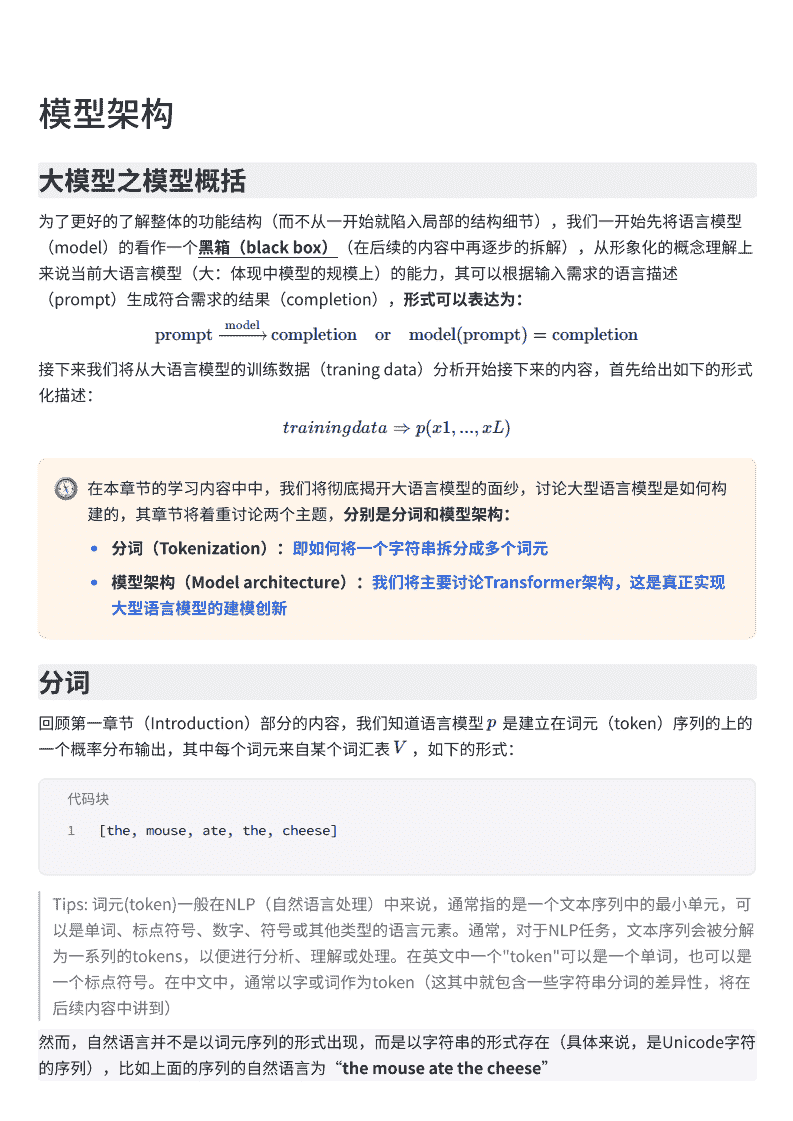 模型架构
大模型之模型概括
为了更好的了解整体的功能结构（而不从一开始就陷入局部的结构细节），我们一开始先将语言模型
（model）的看作一个黑箱（black box）（在后续的内容中再逐步的拆解），从形象化的概念理解上
来说当前大语言模型（大：体现中模型的规模上）的能力，其可以根据输入需求的语言描述
（prompt）生成符合需求的结果（completion），形式可以表达为：
prompt model→ completion or model(prompt) = completion
接下来我们将从大语言模型的训练数据（traning data）分析开始接下来的内容，首先给出如下的形式
化描述：
trainingdata ⇒ p(x1, ..., xL)
在本章节的学习内容中中，我们将彻底揭开大语言模型的面纱，讨论大型语言模型是如何构
建的，其章节将着重讨论两个主题，分别是分词和模型架构：
• 分词（Tokenization）：即如何将一个字符串拆分成多个词元
• 模型架构（Model architecture）：我们将主要讨论Transformer架构，这是真正实现
大型语言模型的建模创新
分词
回顾第一章节（Introduction）部分的内容，我们知道语言模型 p 是建立在词元（token）序列的上的
一个概率分布输出，其中每个词元来自某个词汇表 V ，如下的形式：
代码块
1 [the, mouse, ate, the, cheese]
Tips: 词元(token)一般在NLP（自然语言处理）中来说，通常指的是一个文本序列中的最小单元，可
以是单词、标点符号、数字、符号或其他类型的语言元素。通常，对于NLP任务，文本序列会被分解
为一系列的tokens，以便进行分析、理解或处理。在英文中一个"token"可以是一个单词，也可以是
一个标点符号。在中文中，通常以字或词作为token（这其中就包含一些字符串分词的差异性，将在
后续内容中讲到）
然而，自然语言并不是以词元序列的形式出现，而是以字符串的形式存在（具体来说，是Unicode字符
的序列），比如上面的序列的自然语言为“the mouse ate the cheese”